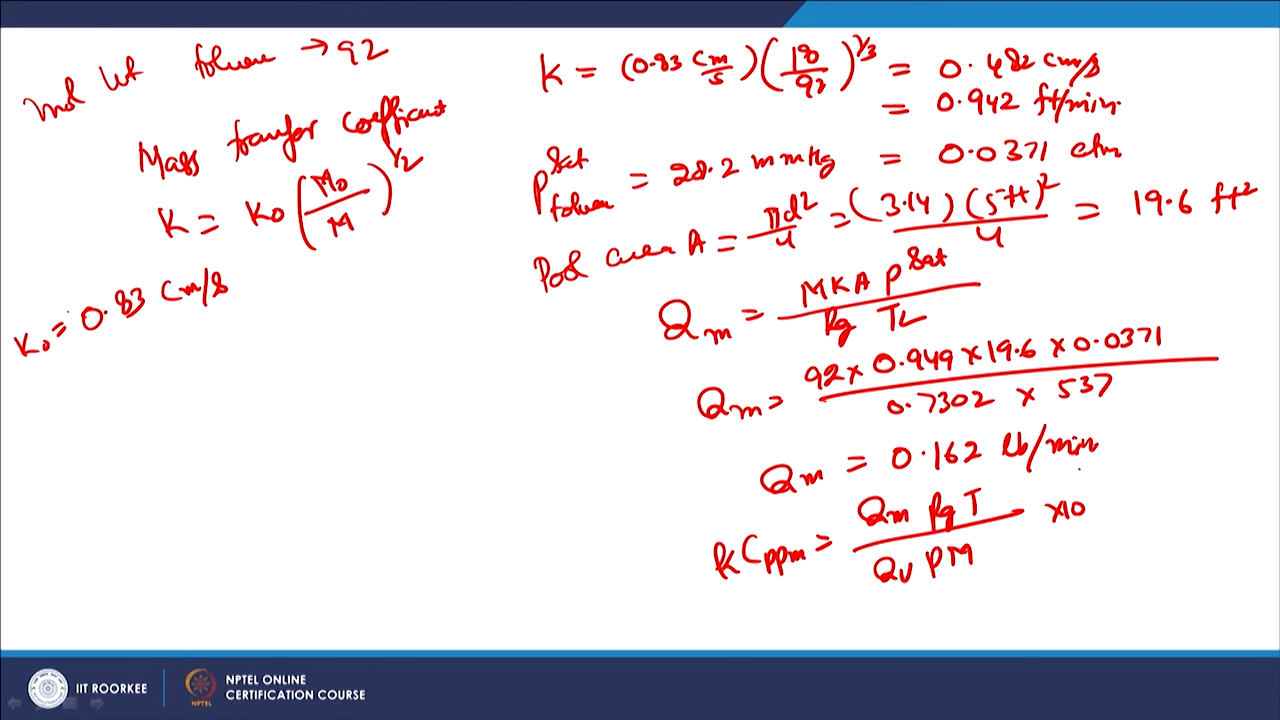 mol wt toluene → 92
Mass transfer coefficient
K = K0 (M0/M)^1/2
K0 = 0.83 cm/s
K = (0.83 cm/s)(18/92)^1/3 = 0.482 cm/s
= 0.942 ft/min
P^sat toluene = 28.2 mmHg = 0.0371 atm
Pool area A = πd²/4 = (3.14)(5 ft)²/4 = 19.6 ft²
Qm = MKA P^sat / Rg TL
Qm = 92 × 0.949 × 19.6 × 0.0371 / 0.7302 × 537
Qm = 0.162 lb/min
K Cppm = Qm Rg T / Qv PM × 10
IIT ROORKEE
NPTEL ONLINE
CERTIFICATION COURSE
NPTEL